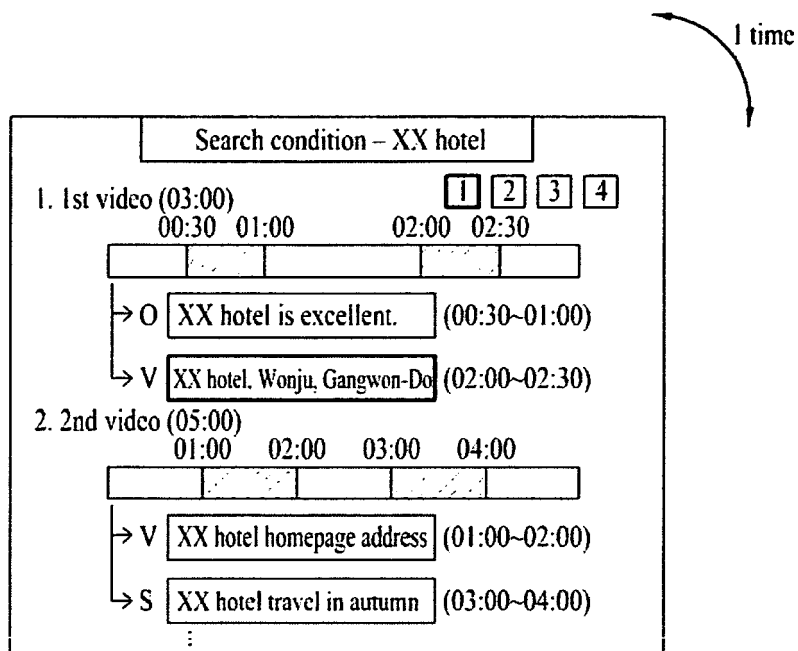 1 time
Search condition – XX hotel
1. 1st video (03:00) 1 2 3 4
00:30 01:00 02:00 02:30
O XX hotel is excellent. (00:30~01:00)
V XX hotel. Wonju, Gangwon-Do (02:00~02:30)
2. 2nd video (05:00)
01:00 02:00 03:00 04:00
V XX hotel homepage address (01:00~02:00)
S XX hotel travel in autumn (03:00~04:00)
⋮